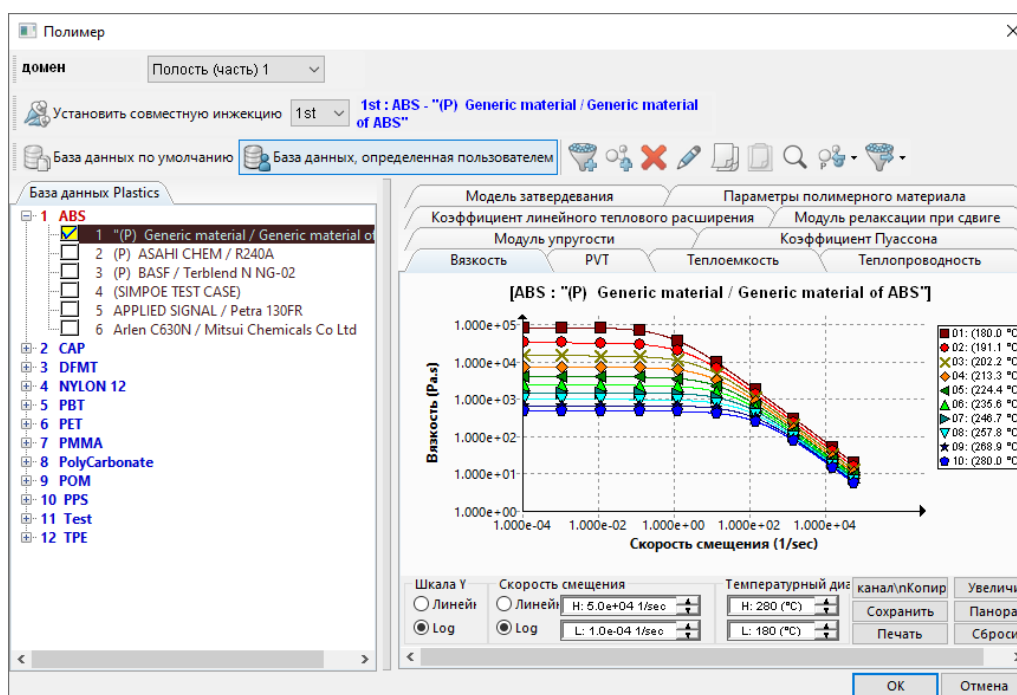 Полимер
домен
Полость (часть) 1
Установить совместную инжекцию
1st
1st : ABS - "(P) Generic material / Generic material
of ABS"
База данных по умолчанию
База данных, определенная пользователем
База данных Plastics
1 ABS
1 "(P) Generic material / Generic material of
2 (P) ASAHI CHEM / R240A
3 (P) BASF / Terblend N NG-02
4 (SIMPOE TEST CASE)
5 APPLIED SIGNAL / Petra 130FR
6 Arlen C630N / Mitsui Chemicals Co Ltd
2 CAP
3 DFMT
4 NYLON 12
5 PBT
6 PET
7 PMMA
8 PolyCarbonate
9 POM
10 PPS
11 Test
12 TPE
Модель затвердевания
Параметры полимерного материала
Коэффициент линейного теплового расширения
Модуль релаксации при сдвиге
Модуль упругости
Коэффициент Пуассона
Вязкость
PVT
Теплоемкость
Теплопроводность
[ABS : "(P) Generic material / Generic material of ABS"]
Вязкость (Pa.s)
1.000e+05
1.000e+04
1.000e+03
1.000e+02
1.000e+01
1.000e+00
1.000e-04
1.000e-02
1.000e+00
1.000e+02
1.000e+04
Скорость смещения (1/sec)
01: (180.0 °C
02: (191.1 °C
03: (202.2 °C
04: (213.3 °C
05: (224.4 °C
06: (235.6 °C
07: (246.7 °C
08: (257.8 °C
09: (268.9 °C
10: (280.0 °C
Шкала Y
Линейн
Log
Скорость смещения
Линейн
Log
H: 5.0e+04 1/sec
L: 1.0e-04 1/sec
Температурный диа
H: 280 (°C)
L: 180 (°C)
канал\nКопир
Увеличи
Сохранить
Панора
Печать
Сброси
OK
Отмена